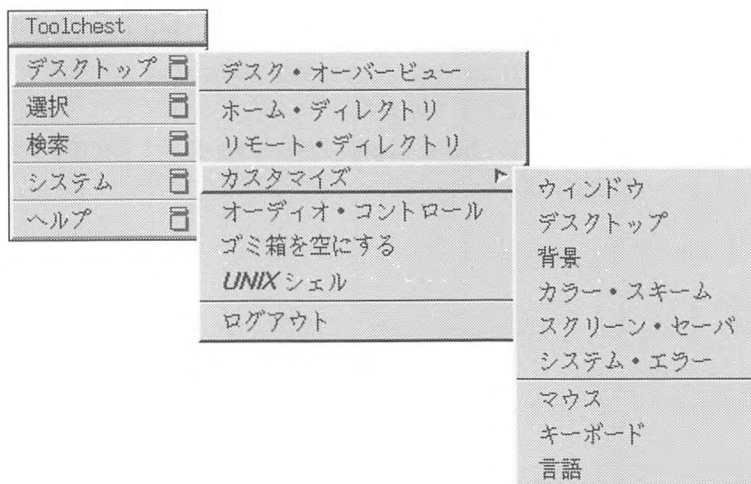 Toolchest
デスクトップ
選択
検索
システム
ヘルプ
デスク・オーバービュー
ホーム・ディレクトリ
リモート・ディレクトリ
カスタマイズ
オーディオ・コントロール
ゴミ箱を空にする
UNIX シェル
ログアウト
ウィンドウ
デスクトップ
背景
カラー・スキーム
スクリーン・セーバ
システム・エラー
マウス
キーボード
言語